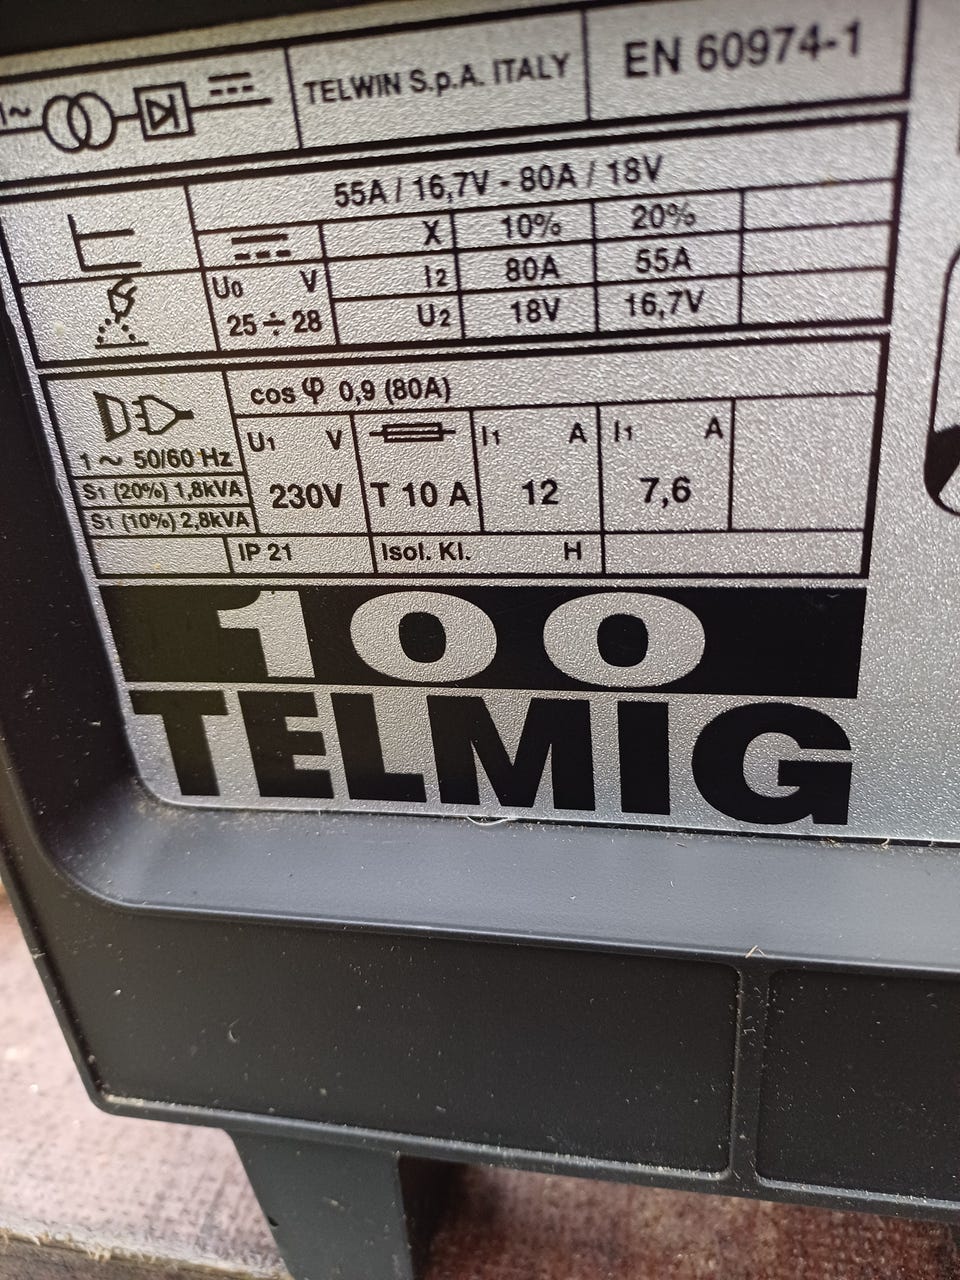 1~ TELWIN S.p.A. ITALY EN 60974-1
55A / 16,7V - 80A / 18V
X 10% 20%
U0 V I2 80A 55A
25 ÷ 28 U2 18V 16,7V
cos φ 0,9 (80A)
U1 V I1 A I1 A
1 ~ 50/60 Hz
S1 (20%) 1,8kVA 230V T 10 A 12 7,6
S1 (10%) 2,8kVA
IP 21 Isol. Kl. H
100
TELMIG